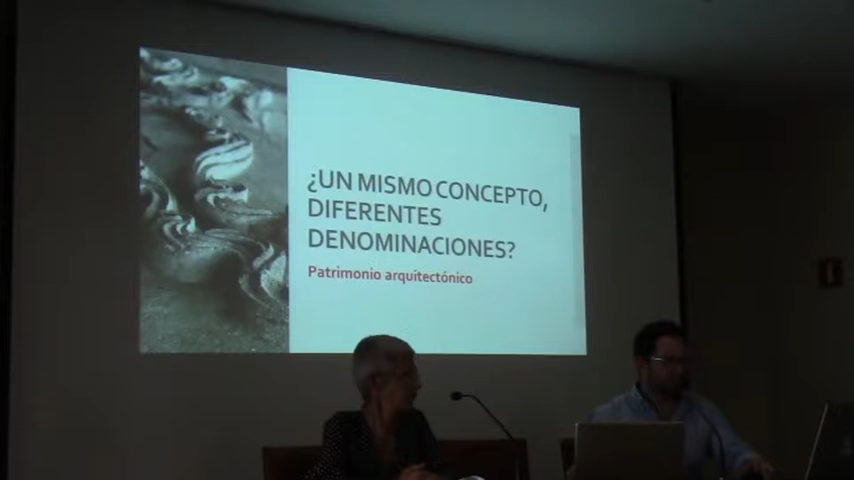 ¿UN MISMO CONCEPTO,
DIFERENTES
DENOMINACIONES?
Patrimonio arquitectónico